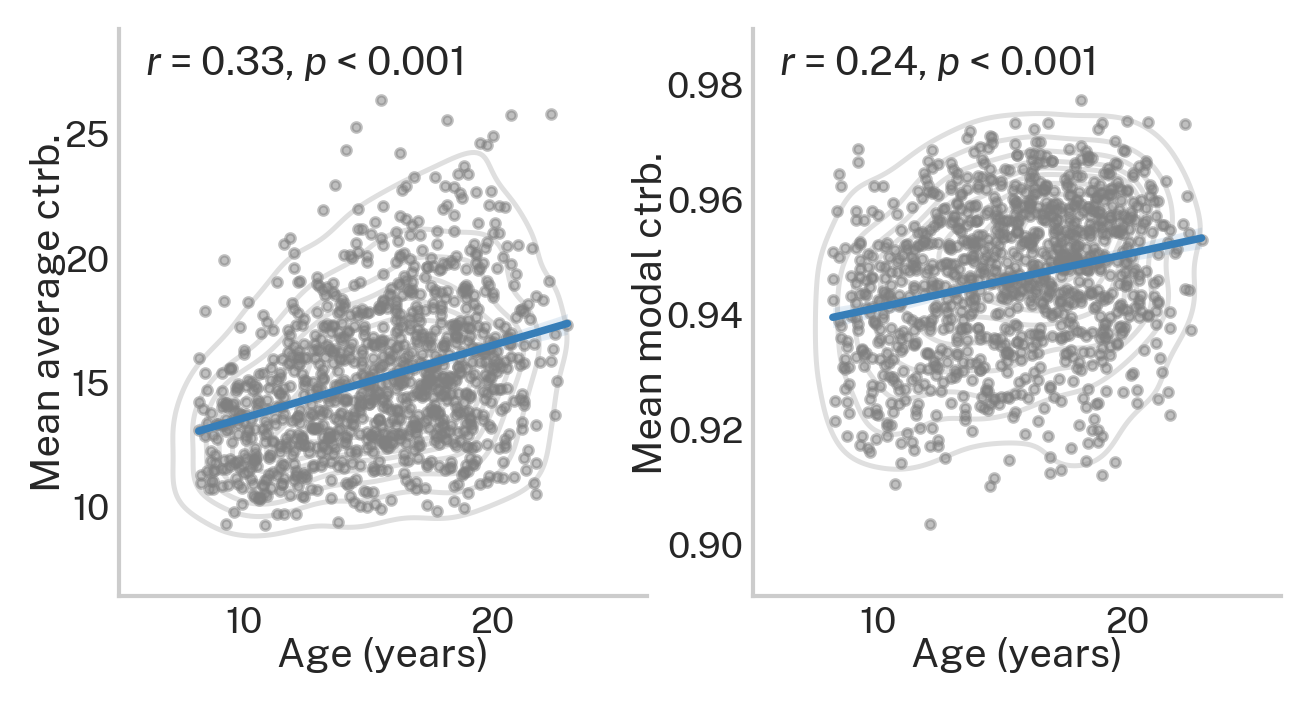 r = 0.33, p < 0.001
Mean average ctrb.
25
20
15
10
10
20
Age (years)
r = 0.24, p < 0.001
Mean modal ctrb.
0.98
0.96
0.94
0.92
0.90
10
20
Age (years)